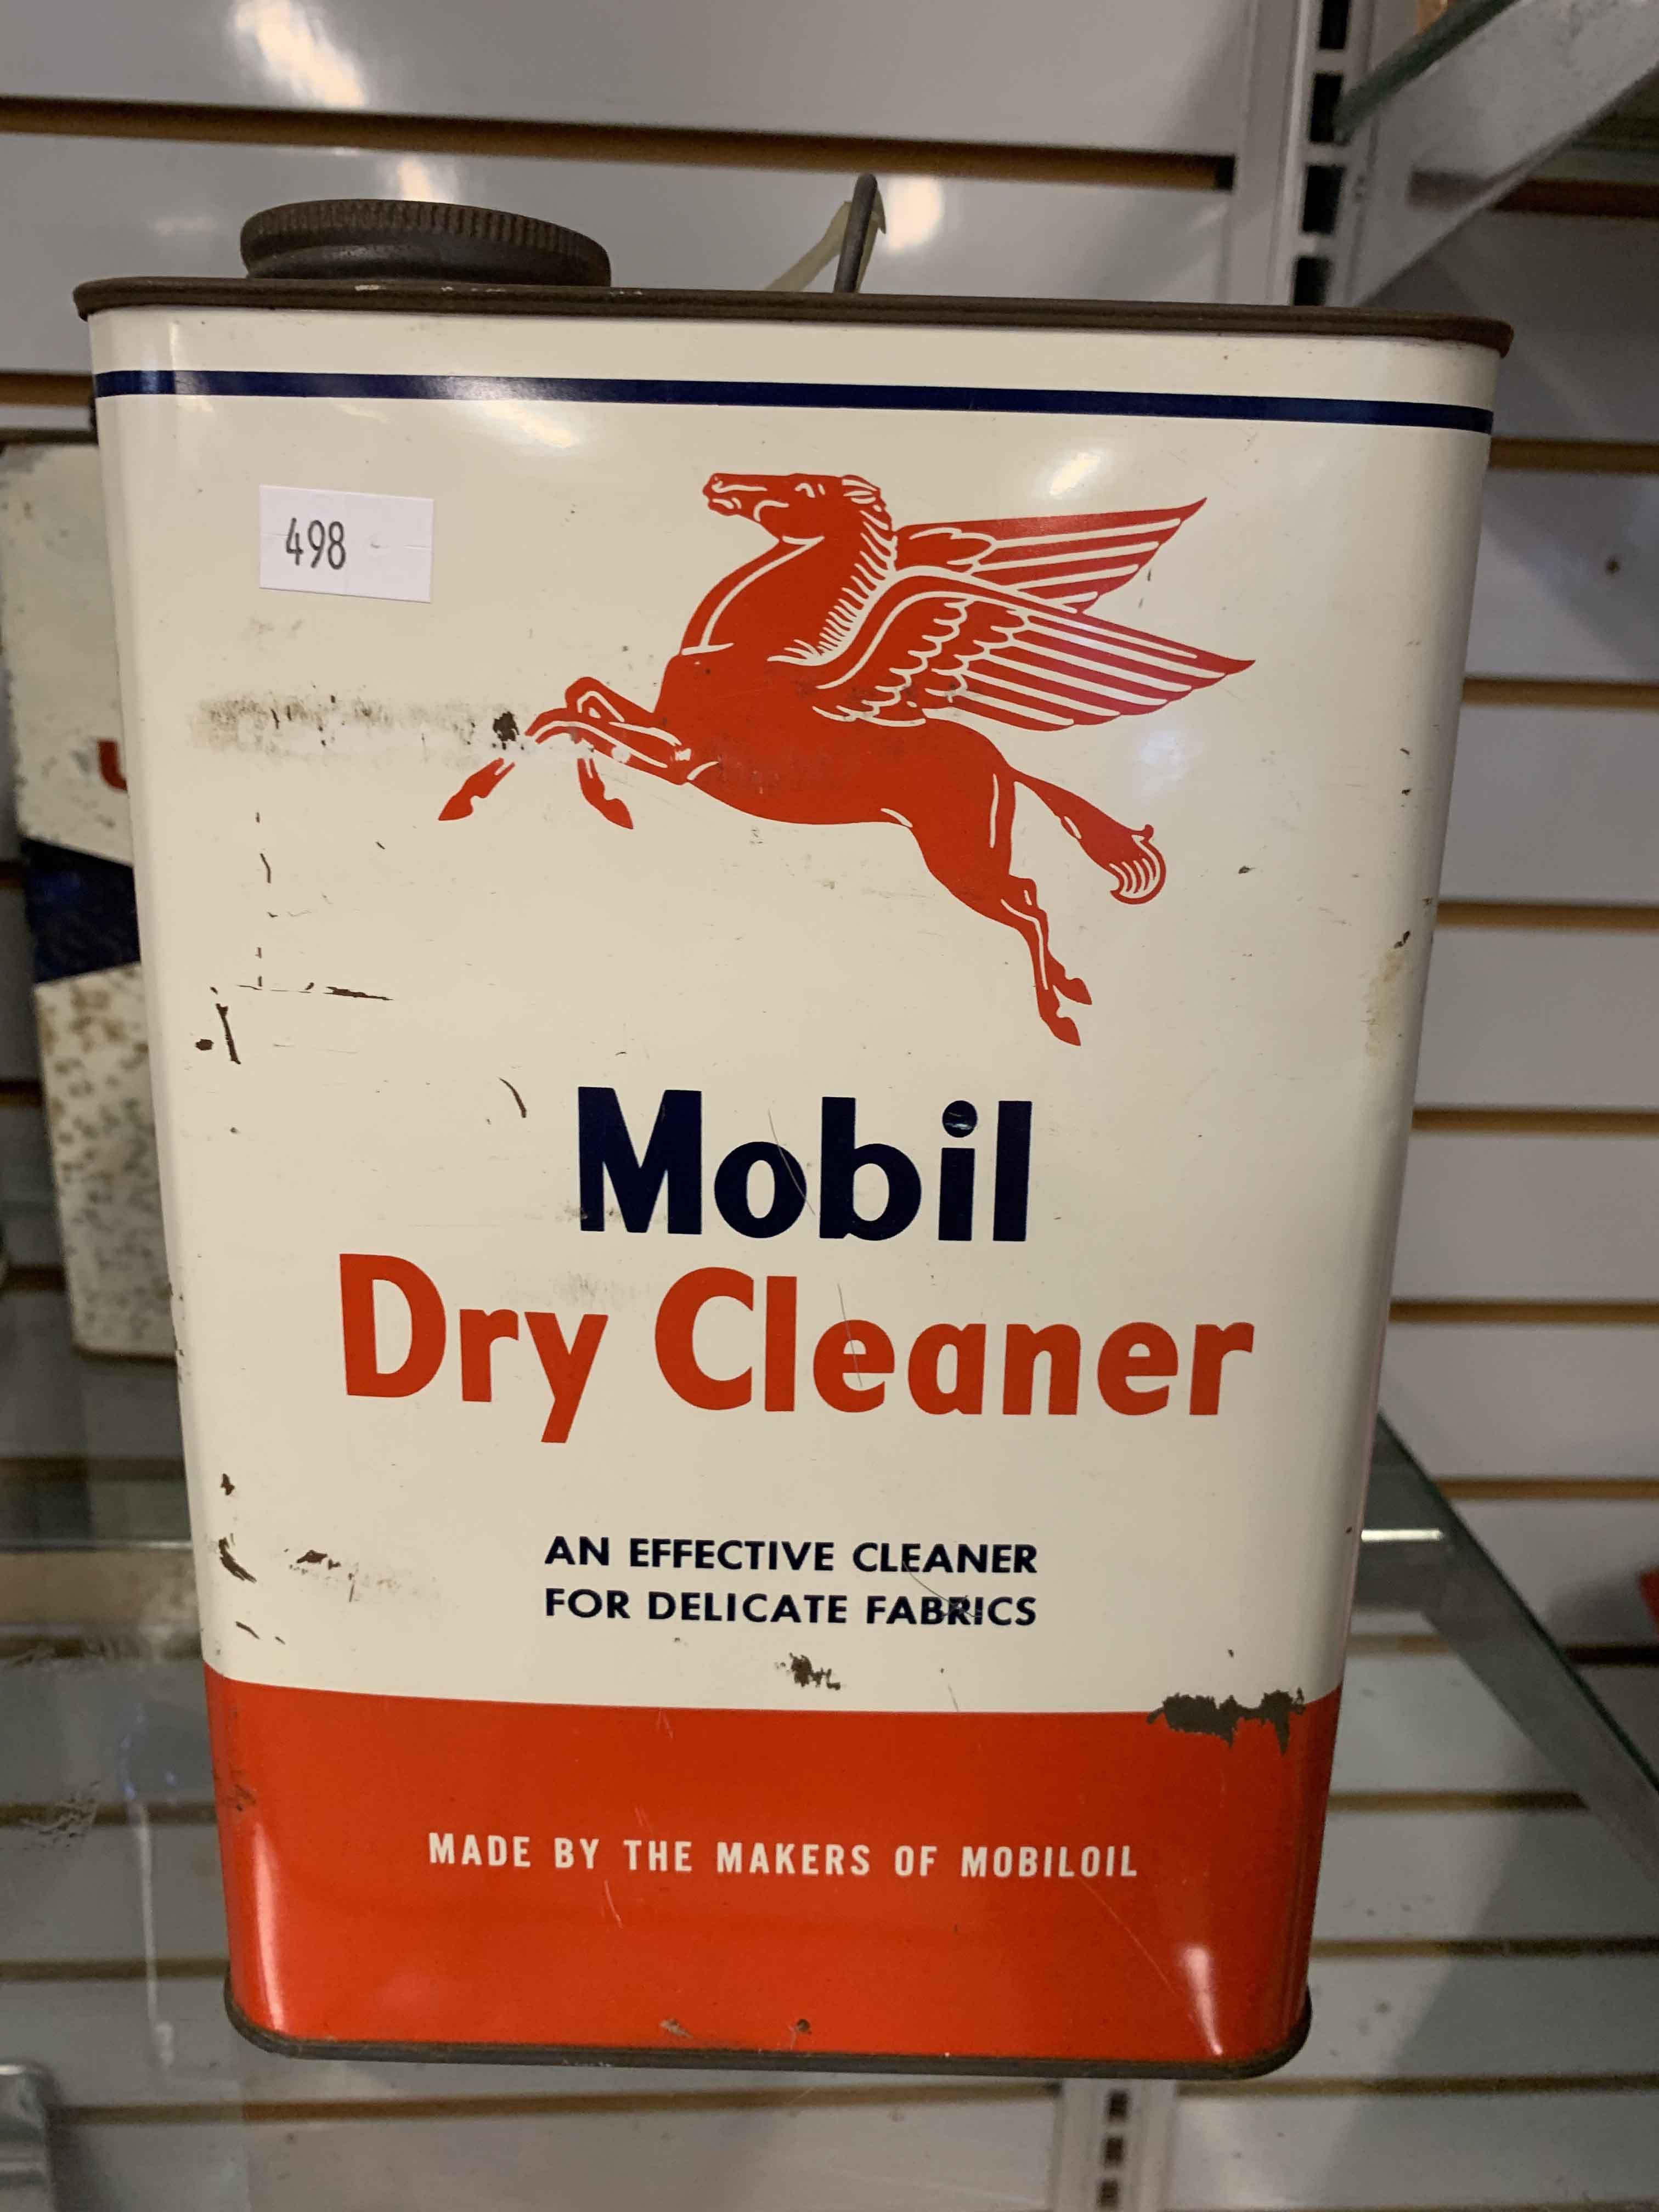 498
Mobil
Dry Cleaner
AN EFFECTIVE CLEANER
FOR DELICATE FABRICS
MADE BY THE MAKERS OF MOBILOIL